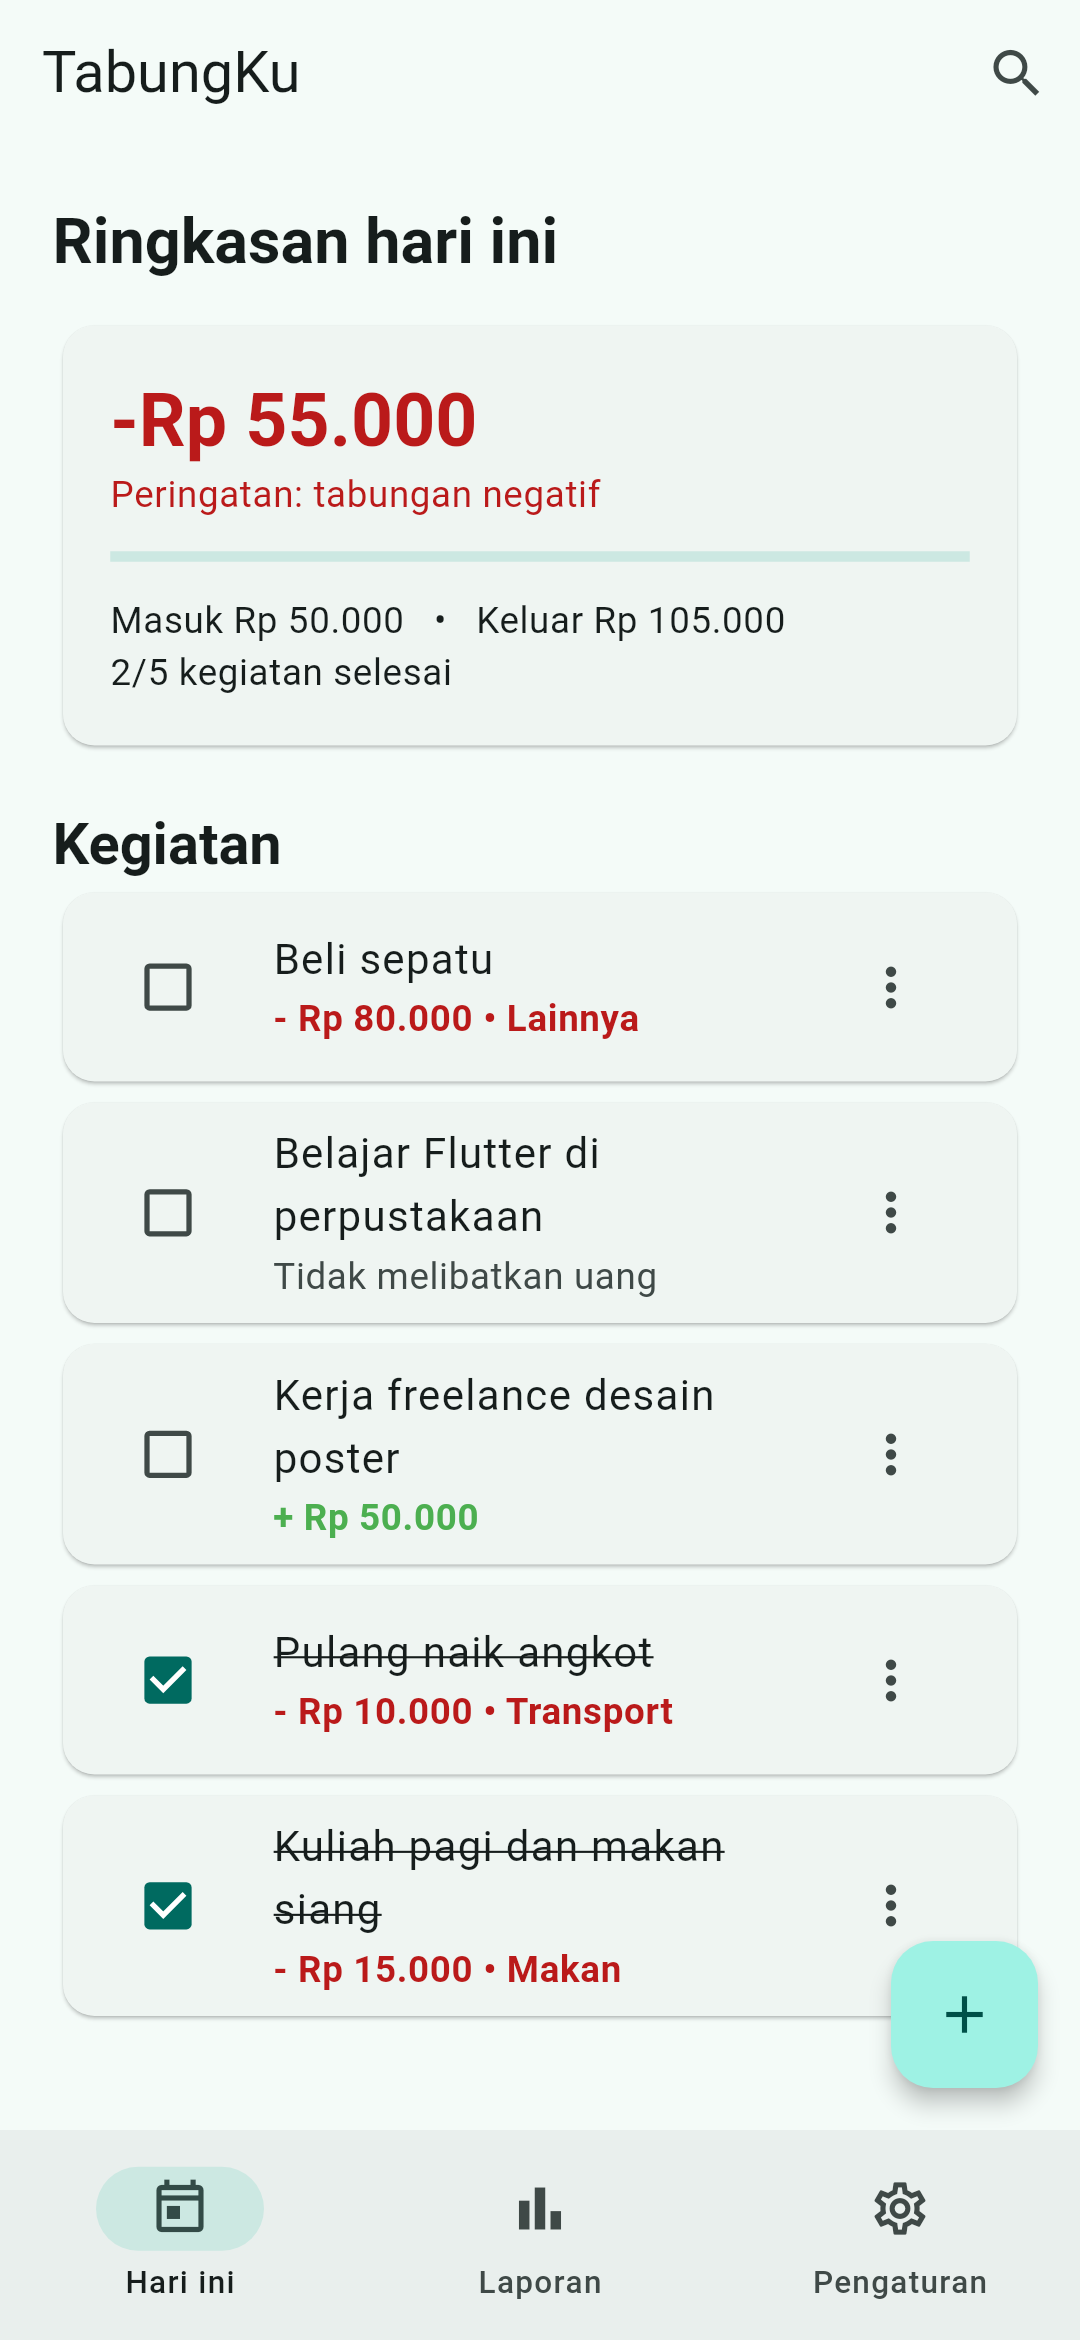 TabungKu
Ringkasan hari ini
-Rp 55.000
Peringatan: tabungan negatif
Masuk Rp 50.000 • Keluar Rp 105.000
2/5 kegiatan selesai
Kegiatan
Beli sepatu
- Rp 80.000 • Lainnya
Belajar Flutter di
perpustakaan
Tidak melibatkan uang
Kerja freelance desain
poster
+ Rp 50.000
Pulang naik angkot
- Rp 10.000 • Transport
Kuliah pagi dan makan
siang
- Rp 15.000 • Makan
Hari ini
Laporan
Pengaturan